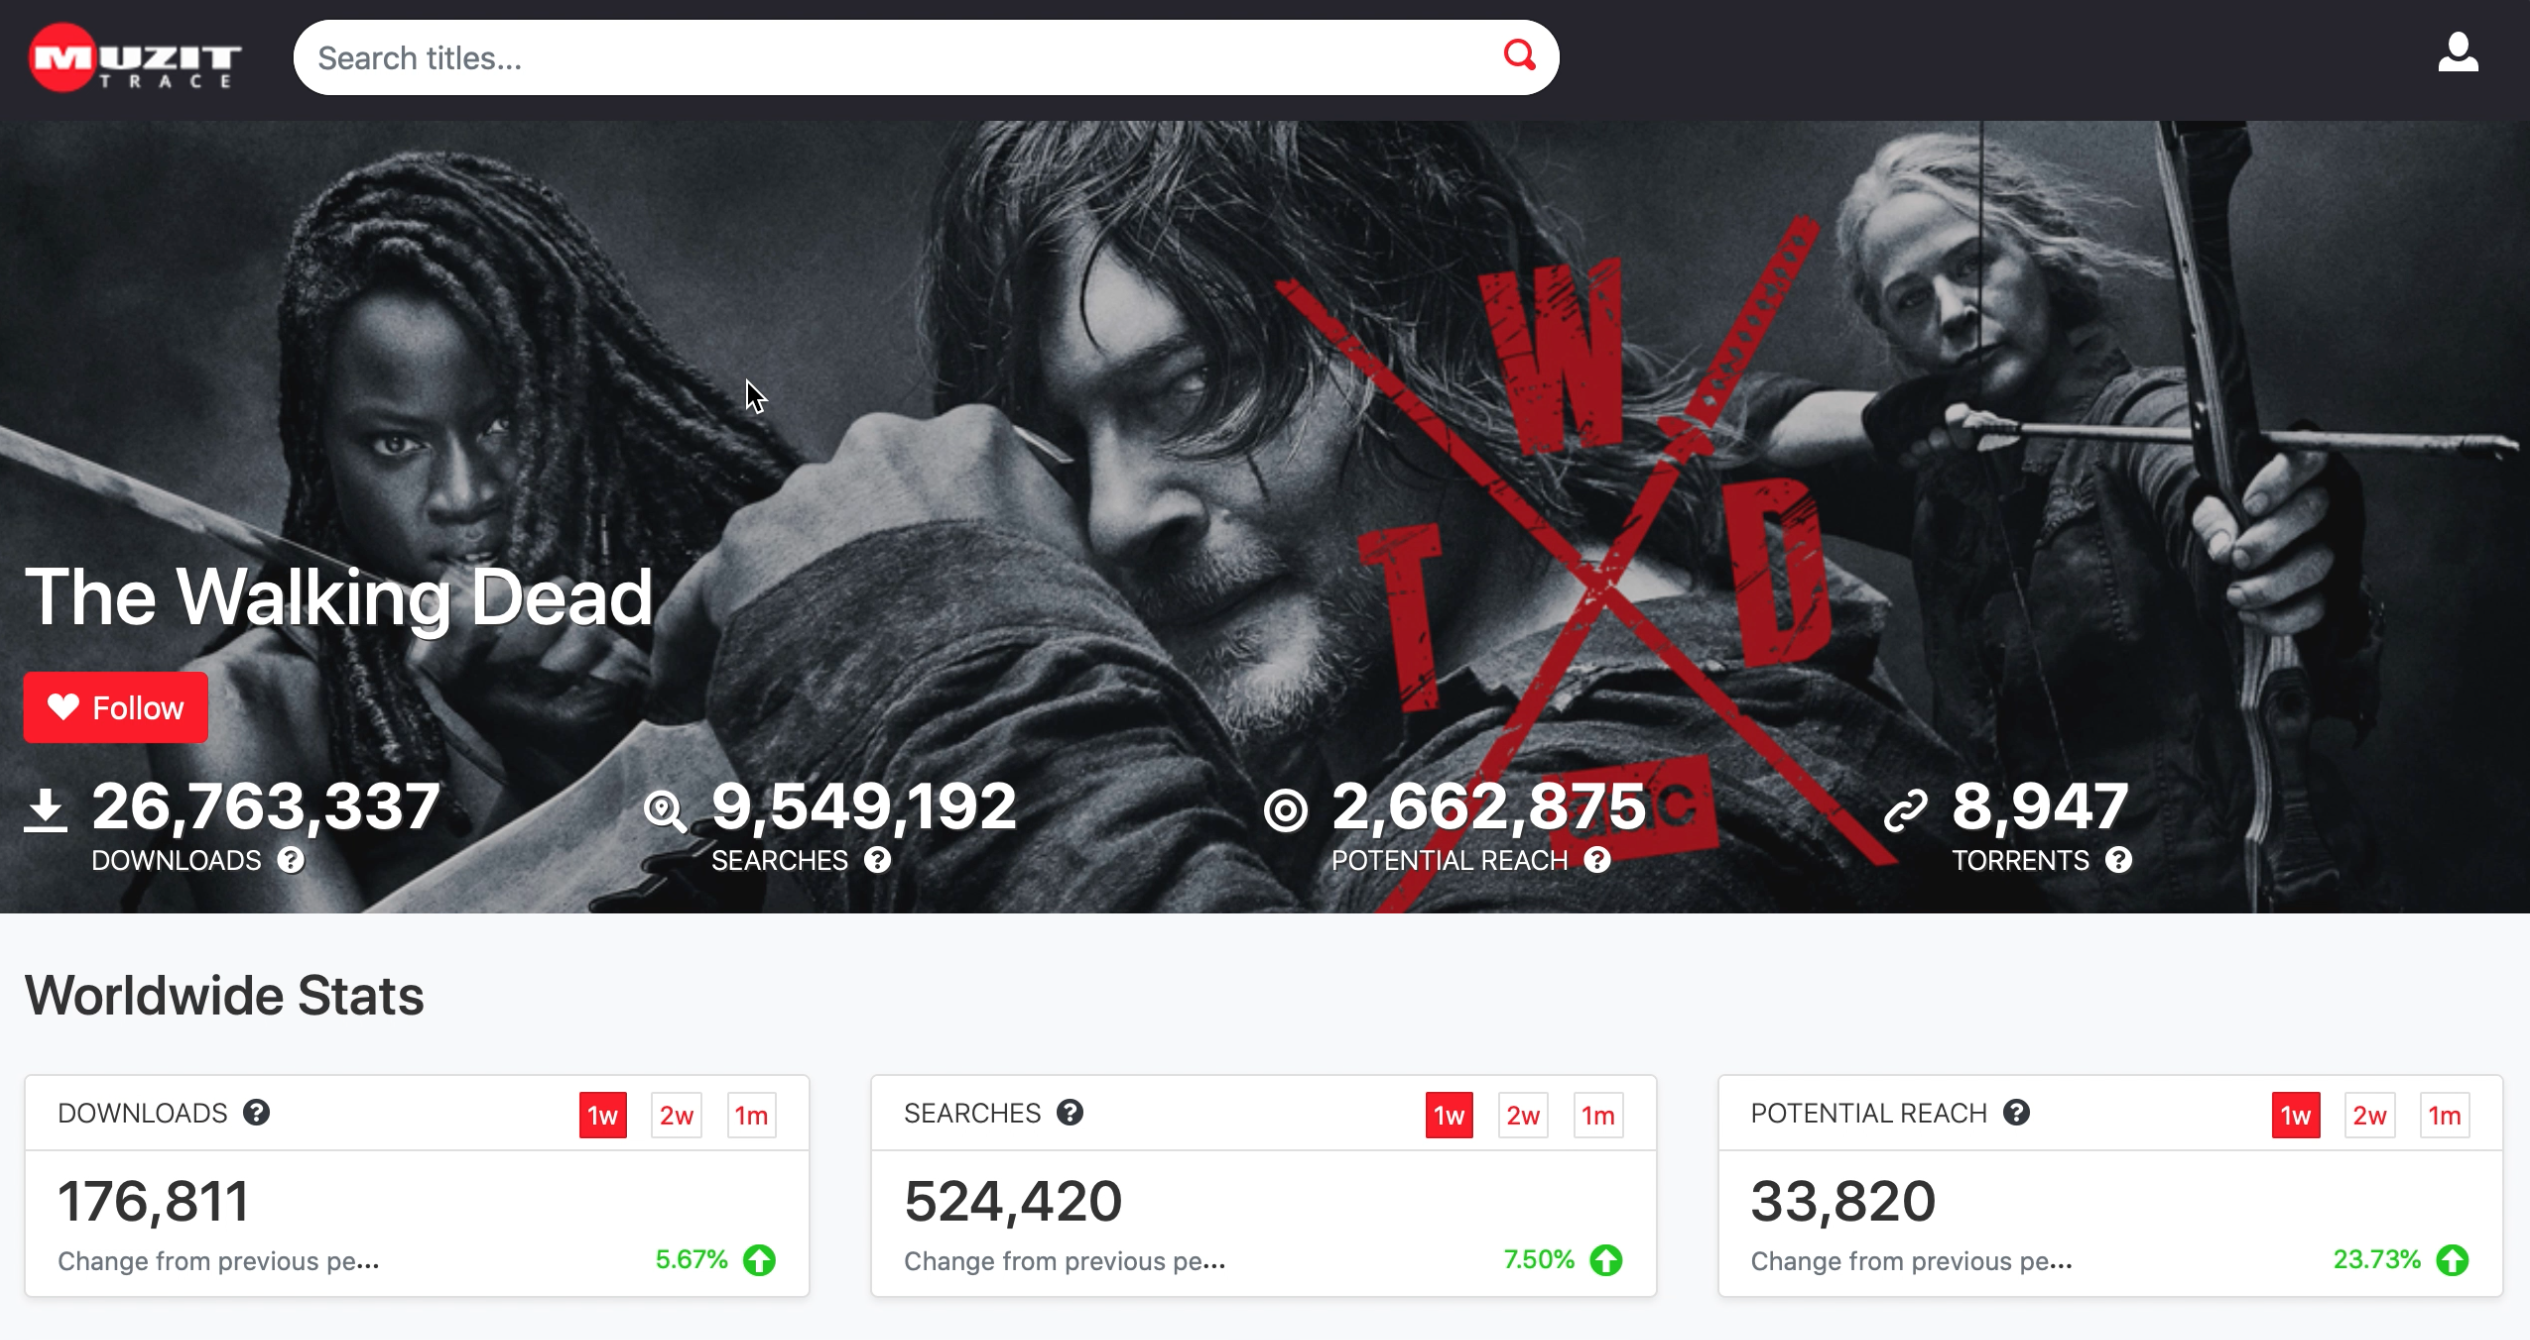 MUZIT
TRACE
Search titles...
W
T D
amc
The Walking Dead
Follow
26,763,337
DOWNLOADS ?
9,549,192
SEARCHES ?
2,662,875
POTENTIAL REACH ?
8,947
TORRENTS ?
Worldwide Stats
DOWNLOADS ? 1w 2w 1m
176,811
Change from previous pe... 5.67%
SEARCHES ? 1w 2w 1m
524,420
Change from previous pe... 7.50%
POTENTIAL REACH ? 1w 2w 1m
33,820
Change from previous pe... 23.73%